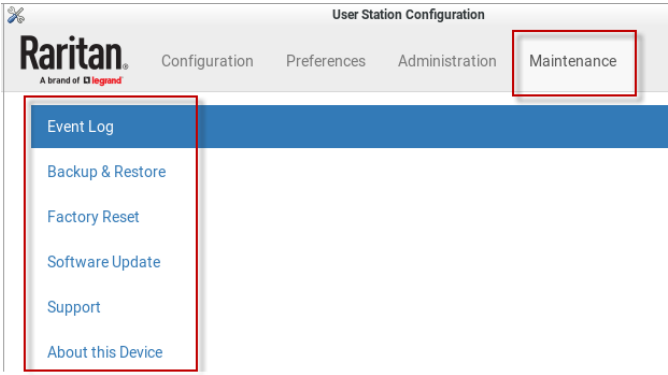 User Station Configuration
Raritan.
A brand of legrand
Configuration Preferences Administration Maintenance
Event Log
Backup & Restore
Factory Reset
Software Update
Support
About this Device